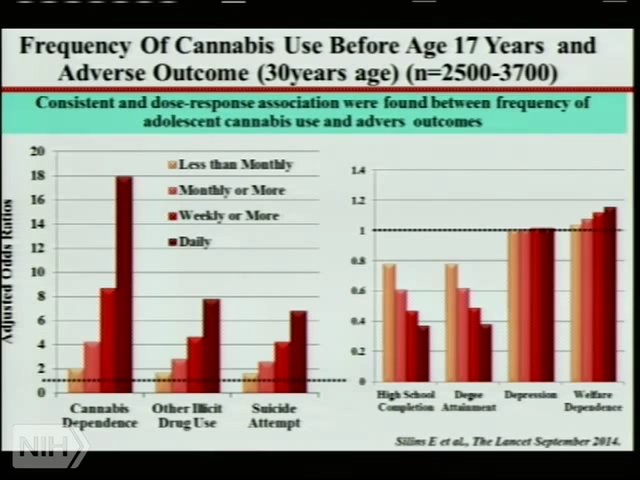 Frequency Of Cannabis Use Before Age 17 Years and
Adverse Outcome (30years age) (n=2500-3700)
Consistent and dose-response association were found between frequency of
adolescent cannabis use and advers outcomes
Adjusted Odds Ratios
20
18
16
14
12
10
8
6
4
2
0
Less than Monthly
Monthly or More
Weekly or More
Daily
Cannabis
Dependence
Other Illicit
Drug Use
Suicide
Attempt
1.4
1.2
1
0.8
0.6
0.4
0.2
0
High School
Completion
Degee
Attainment
Depression
Welfare
Dependence
Silins E et al., The Lancet September 2014.
NIH